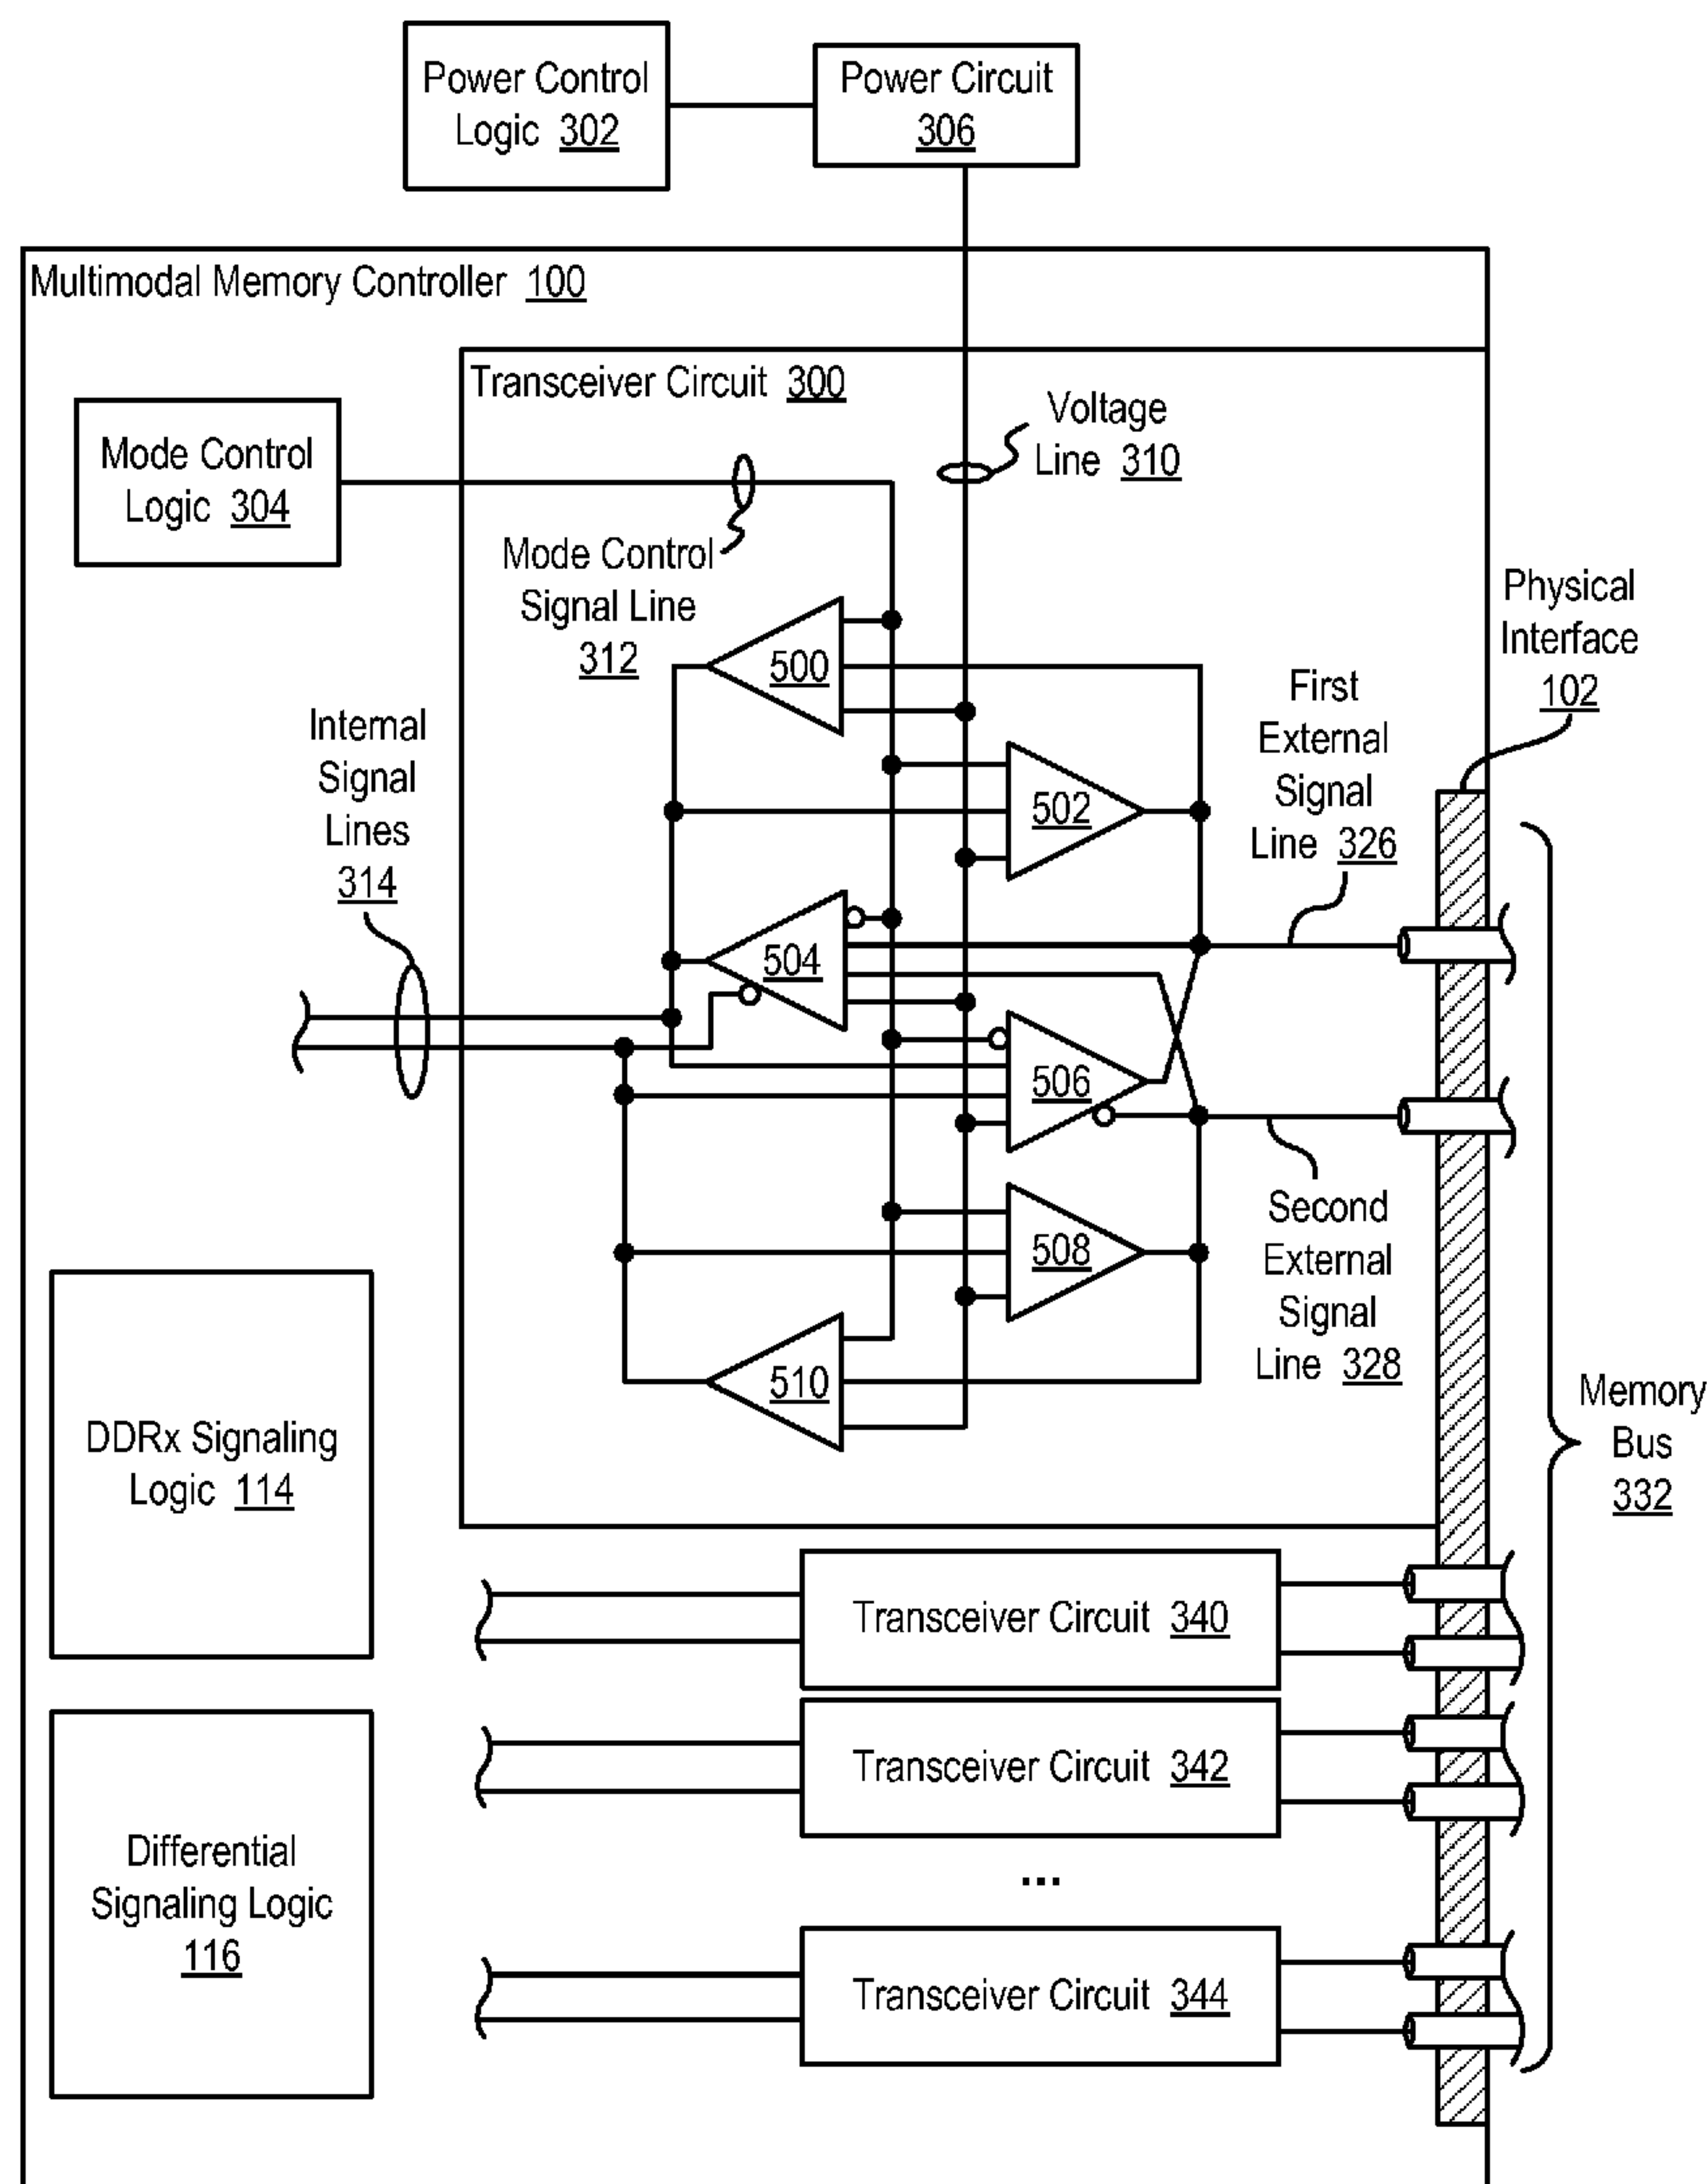 Power Control
Logic 302
Power Circuit
306
Multimodal Memory Controller 100
Transceiver Circuit 300
Mode Control
Logic 304
Voltage
Line 310
Mode Control
Signal Line
312
Physical
Interface
102
500
First
External
Signal
Line 326
Internal
Signal
Lines
314
502
504
506
Second
External
Signal
Line 328
508
510
Memory
Bus
332
DDRx Signaling
Logic 114
Transceiver Circuit 340
Transceiver Circuit 342
Differential
Signaling Logic
116
...
Transceiver Circuit 344